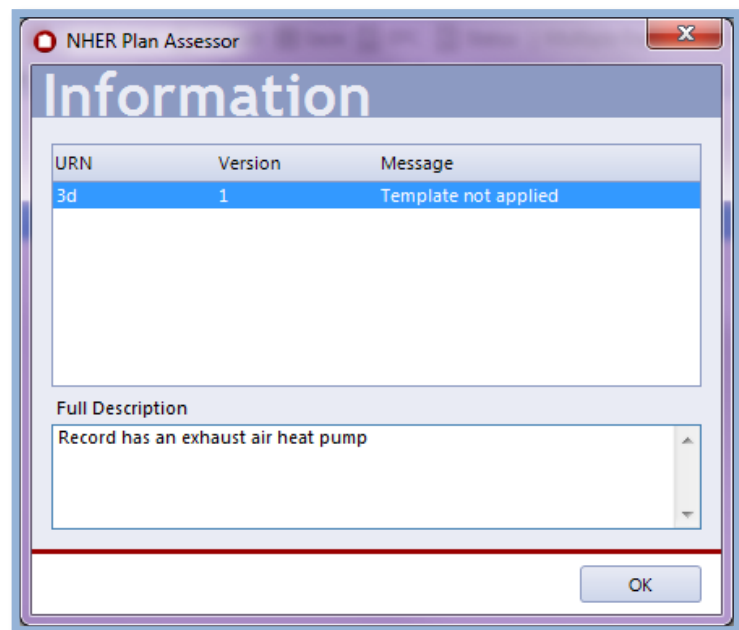 NHER Plan Assessor
Information
URN Version Message
3d 1 Template not applied
Full Description
Record has an exhaust air heat pump
OK